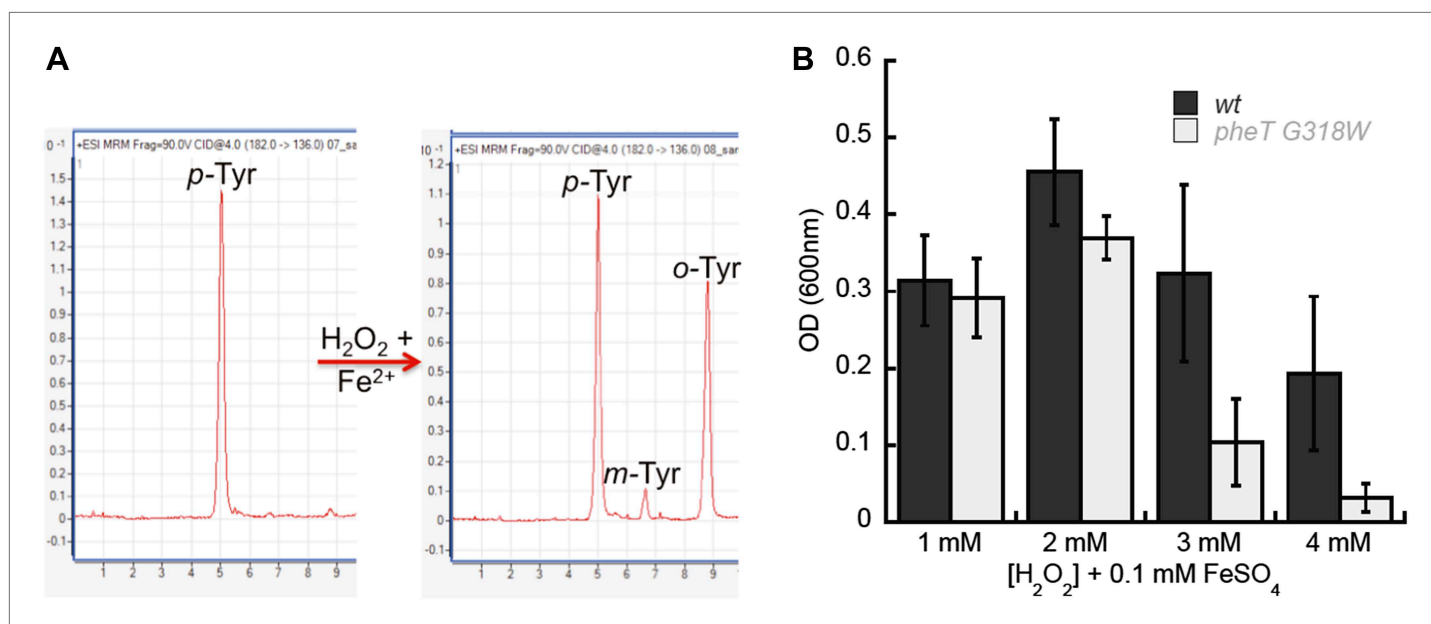 A
0 -1
+ESI MRM Frag=90.0V CID@4.0 (182.0 -> 136.0) 07_sa
1
p-Tyr
1.5
1.4
1.3
1.2
1.1
1
0.9
0.8
0.7
0.6
0.5
0.4
0.3
0.2
0.1
0
-0.1
1 2 3 4 5 6 7 8 9
H₂O₂ +
Fe²⁺
10 -1
+ESI MRM Frag=90.0V CID@4.0 (182.0 -> 136.0) 08_sar
1
p-Tyr
o-Tyr
m-Tyr
1.2
1.1
1
0.9
0.8
0.7
0.6
0.5
0.4
0.3
0.2
0.1
0
-0.1
1 2 3 4 5 6 7 8 9
B
wt
pheT G318W
OD (600nm)
0.6
0.5
0.4
0.3
0.2
0.1
0
1 mM 2 mM 3 mM 4 mM
[H₂O₂] + 0.1 mM FeSO₄